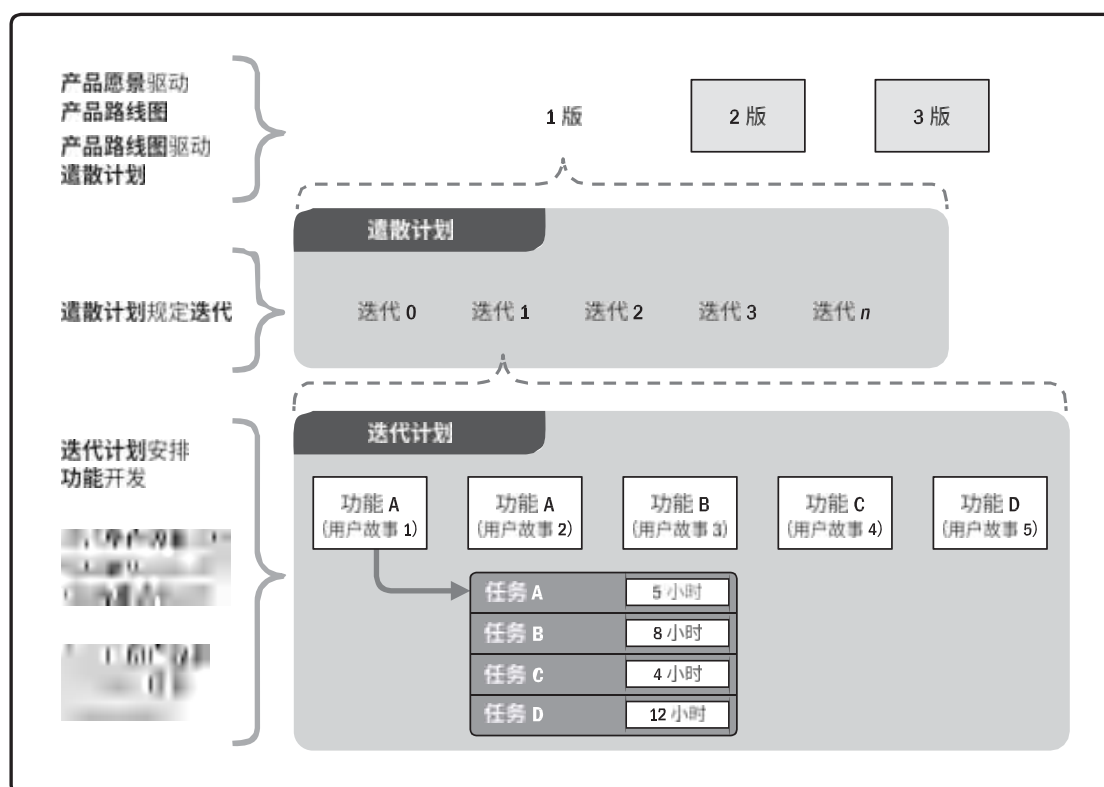 产品愿景驱动
产品路线图
产品路线图驱动
遣散计划
1 版
2 版
3 版
遣散计划
遣散计划规定迭代
迭代 0
迭代 1
迭代 2
迭代 3
迭代 n
迭代计划
迭代计划安排
功能开发
功能 A
(用户故事 1)
功能 A
(用户故事 2)
功能 B
(用户故事 3)
功能 C
(用户故事 4)
功能 D
(用户故事 5)
任务 A
5 小时
任务 B
8 小时
任务 C
4 小时
任务 D
12 小时